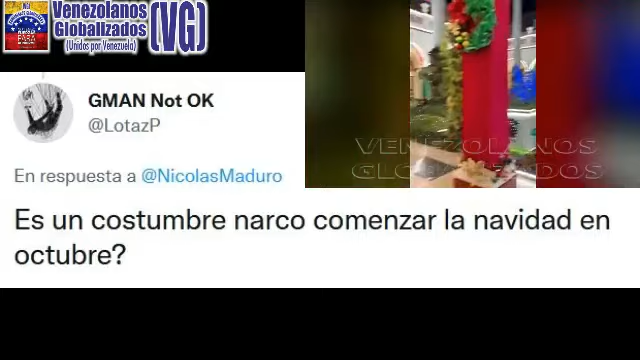 Venezolanos
Globalizados
(Unidos por Venezuela)
(VG)
GMAN Not OK
@LotazP
En respuesta a @NicolasMaduro
VENEZOLANOS
GLOBALIZADOS
Es un costumbre narco comenzar la navidad en
octubre?